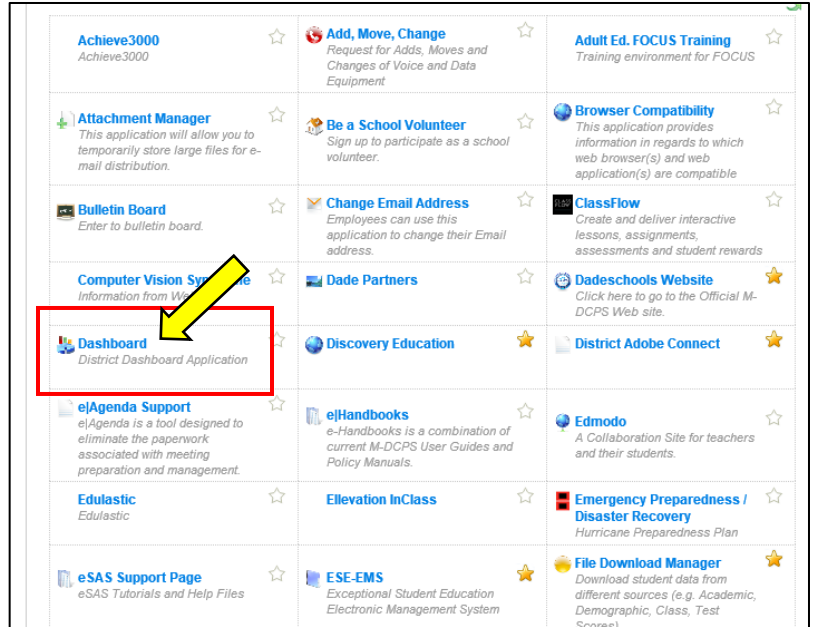 Achieve3000
Achieve3000
Add, Move, Change
Request for Adds, Moves and
Changes of Voice and Data
Equipment
Adult Ed. FOCUS Training
Training environment for FOCUS
Attachment Manager
This application will allow you to
temporarily store large files for e-
mail distribution.
Be a School Volunteer
Sign up to participate as a school
volunteer.
Browser Compatibility
This application provides
information in regards to which
web browser(s) and web
application(s) are compatible
Bulletin Board
Enter to bulletin board.
Change Email Address
Employees can use this
application to change their Email
address.
ClassFlow
Create and deliver interactive
lessons, assignments,
assessments and student rewards
Computer Vision
Information from
Dade Partners
Dadeschools Website
Click here to go to the Official M-
DCPS Web site.
Dashboard
District Dashboard Application
Discovery Education
District Adobe Connect
e|Agenda Support
e|Agenda is a tool designed to
eliminate the paperwork
associated with meeting
preparation and management.
e|Handbooks
e-Handbooks is a combination of
current M-DCPS User Guides and
Policy Manuals.
Edmodo
A Collaboration Site for teachers
and their students.
Edulastic
Edulastic
Ellevation InClass
Emergency Preparedness /
Disaster Recovery
Hurricane Preparedness Plan
eSAS Support Page
eSAS Tutorials and Help Files
ESE-EMS
Exceptional Student Education
Electronic Management System
File Download Manager
Download student data from
different sources (e.g. Academic,
Demographic, Class, Test
Scores)